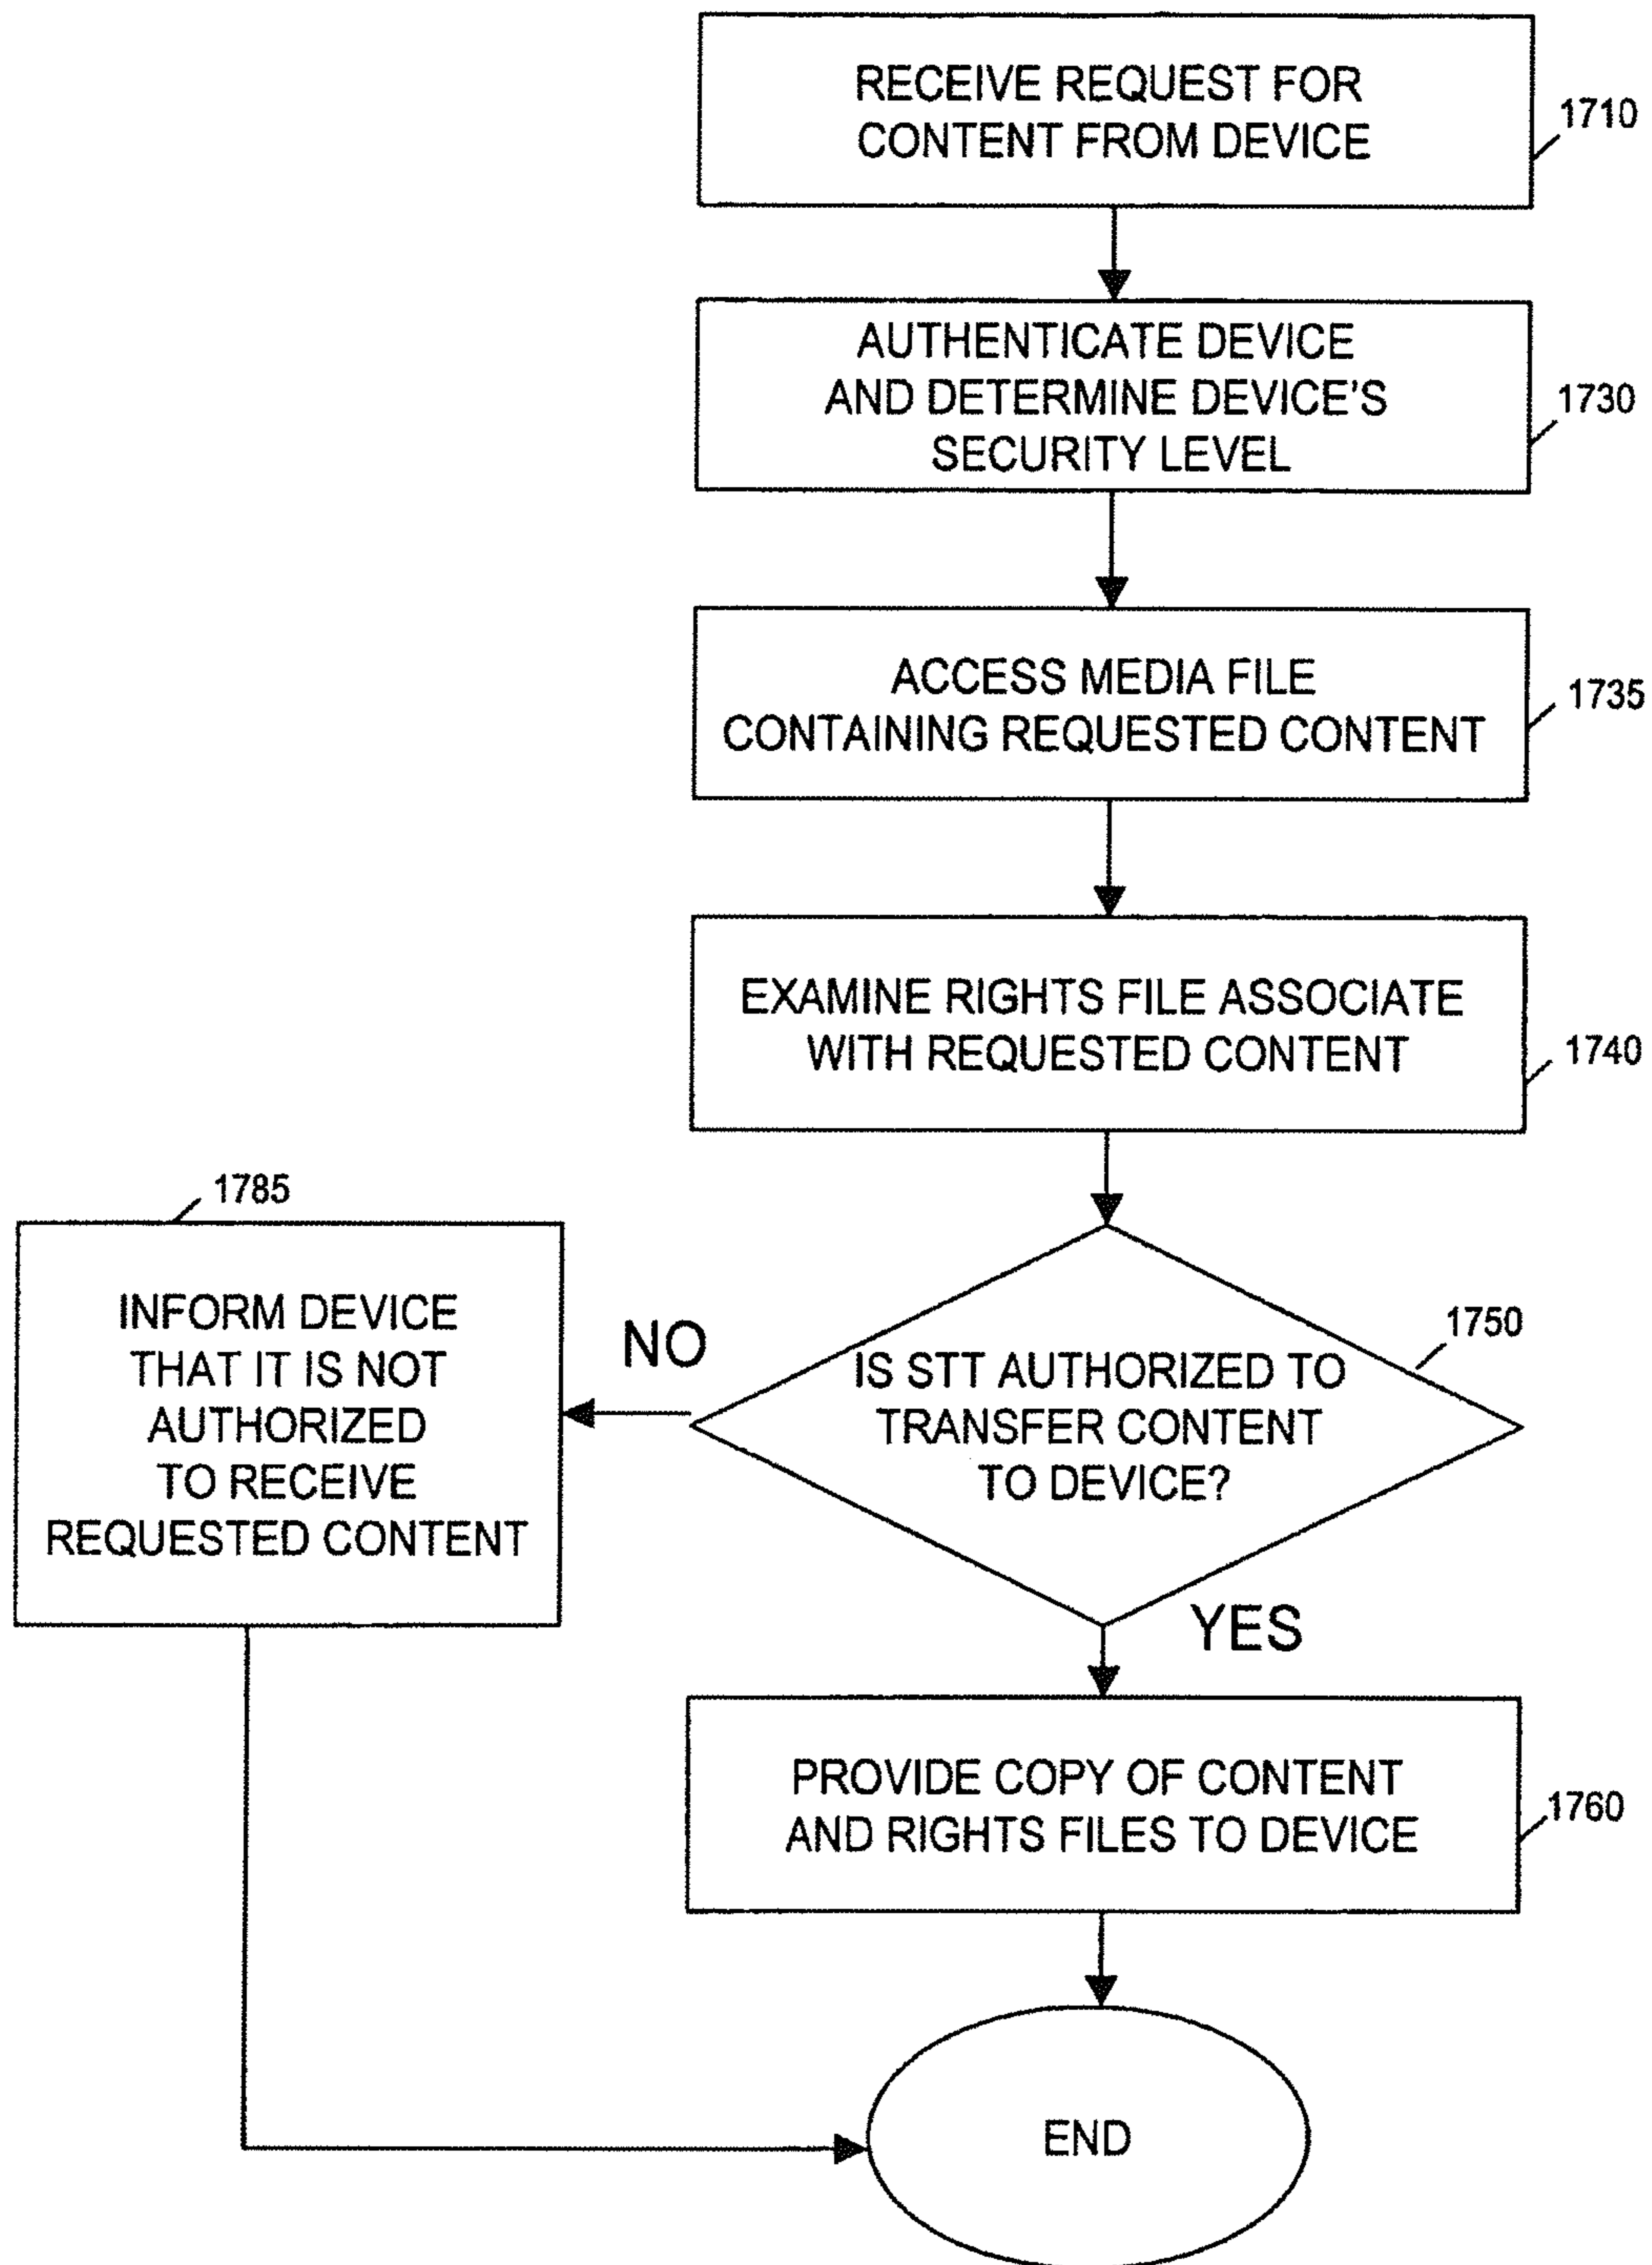 RECEIVE REQUEST FOR
CONTENT FROM DEVICE
1710
AUTHENTICATE DEVICE
AND DETERMINE DEVICE'S
SECURITY LEVEL
1730
ACCESS MEDIA FILE
CONTAINING REQUESTED CONTENT
1735
EXAMINE RIGHTS FILE ASSOCIATE
WITH REQUESTED CONTENT
1740
1785
INFORM DEVICE
THAT IT IS NOT
AUTHORIZED
TO RECEIVE
REQUESTED CONTENT
NO
1750
IS STT AUTHORIZED TO
TRANSFER CONTENT
TO DEVICE?
YES
PROVIDE COPY OF CONTENT
AND RIGHTS FILES TO DEVICE
1760
END